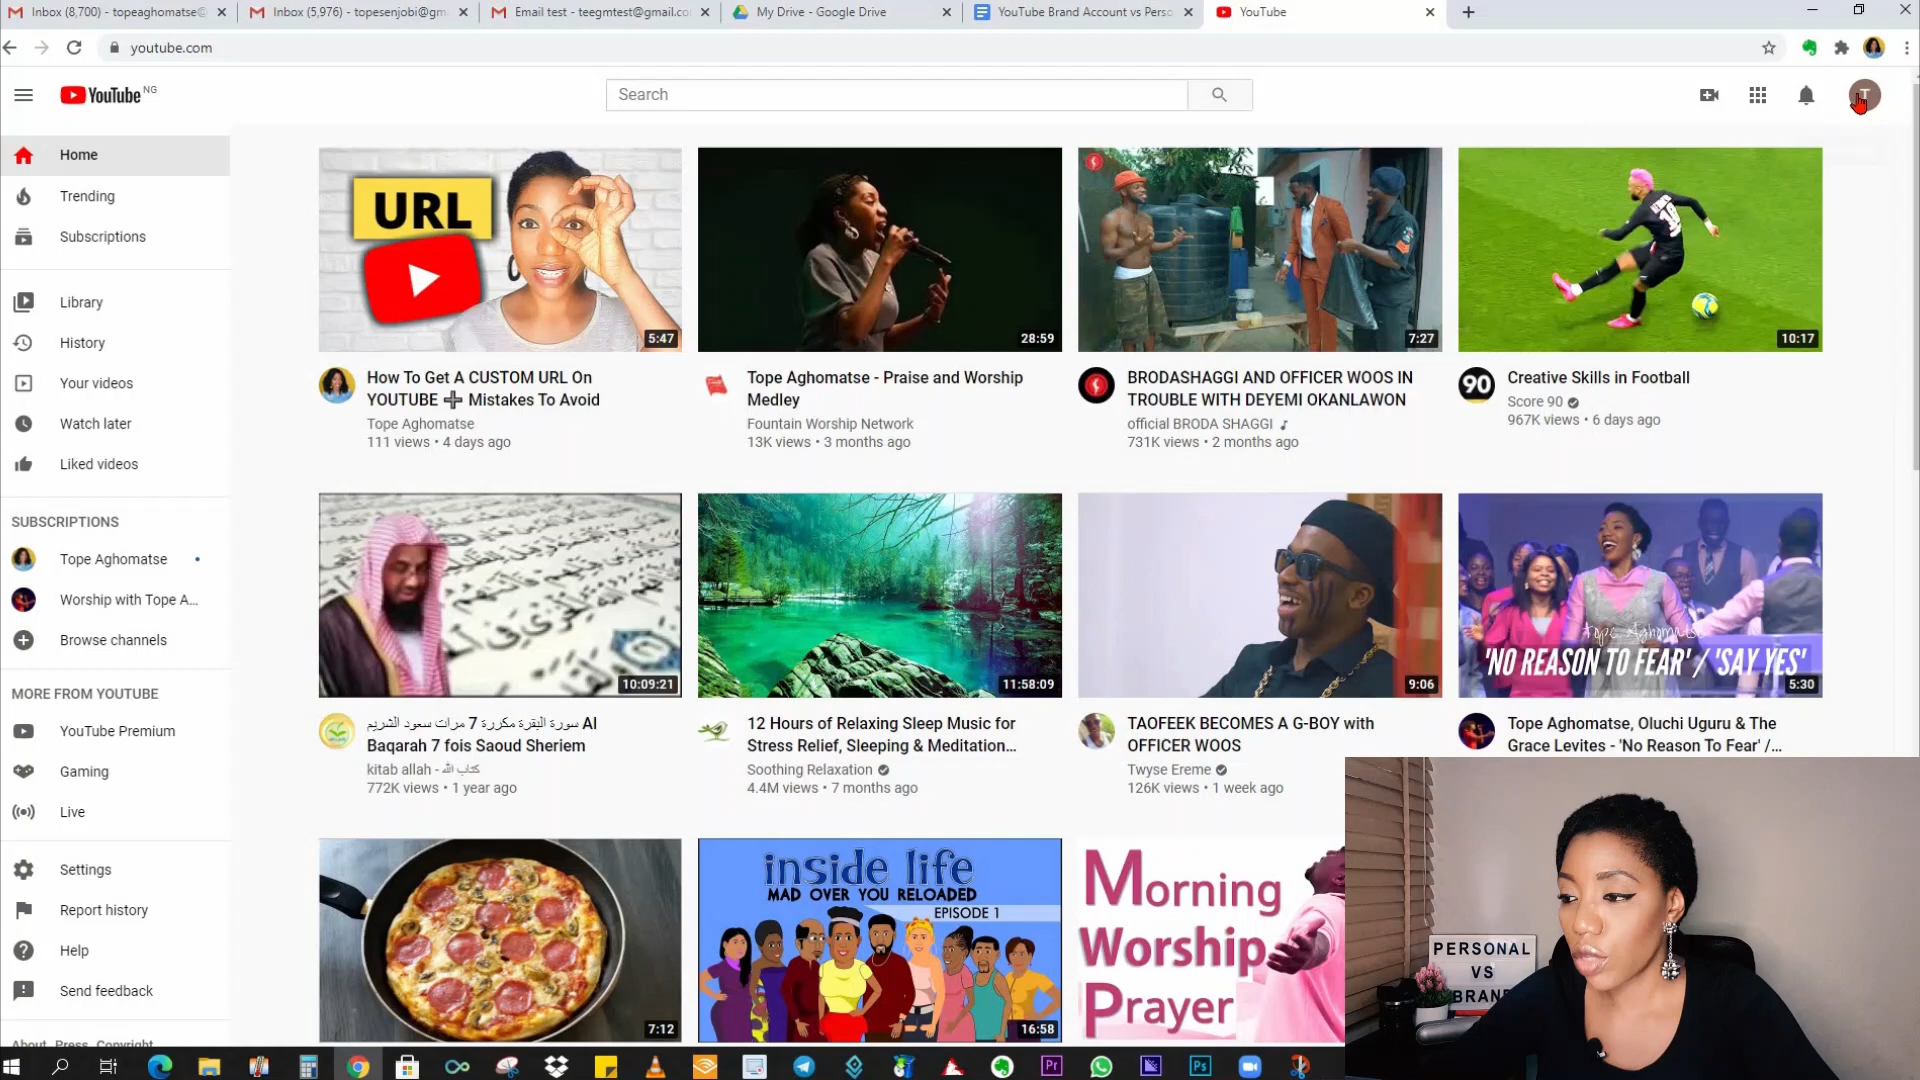 Inbox (8,700) - topeaghomatse@
Inbox (5,976) - topesenjobi@gm
Email test - teegmtest@gmail.co
My Drive - Google Drive
YouTube Brand Account vs Perso
YouTube
youtube.com
YouTube NG
Search
T
Home
Trending
Subscriptions
Library
History
Your videos
Watch later
Liked videos
SUBSCRIPTIONS
Tope Aghomatse
Worship with Tope A...
Browse channels
MORE FROM YOUTUBE
YouTube Premium
Gaming
Live
Settings
Report history
Help
Send feedback
About Press Copyright
URL
5:47
How To Get A CUSTOM URL On
YOUTUBE ➕ Mistakes To Avoid
Tope Aghomatse
111 views • 4 days ago
28:59
Tope Aghomatse - Praise and Worship
Medley
Fountain Worship Network
13K views • 3 months ago
7:27
BRODASHAGGI AND OFFICER WOOS IN
TROUBLE WITH DEYEMI OKANLAWON
official BRODA SHAGGI
731K views • 2 months ago
10:17
90
Creative Skills in Football
Score 90
967K views • 6 days ago
10:09:21
سورة البقرة مكررة 7 مرات سعود الشريم Al
Baqarah 7 fois Saoud Sheriem
kitab allah - كتاب الله
772K views • 1 year ago
11:58:09
12 Hours of Relaxing Sleep Music for
Stress Relief, Sleeping & Meditation...
Soothing Relaxation
4.4M views • 7 months ago
9:06
TAOFEEK BECOMES A G-BOY with
OFFICER WOOS
Twyse Ereme
126K views • 1 week ago
tope aghomatse
'NO REASON TO FEAR' / 'SAY YES'
5:30
Tope Aghomatse, Oluchi Uguru & The
Grace Levites - 'No Reason To Fear' /...
7:12
inside life
MAD OVER YOU RELOADED
EPISODE 1
16:58
Morning
Worship
Prayer
PERSONAL
VS
BRAND
Pr
Ps